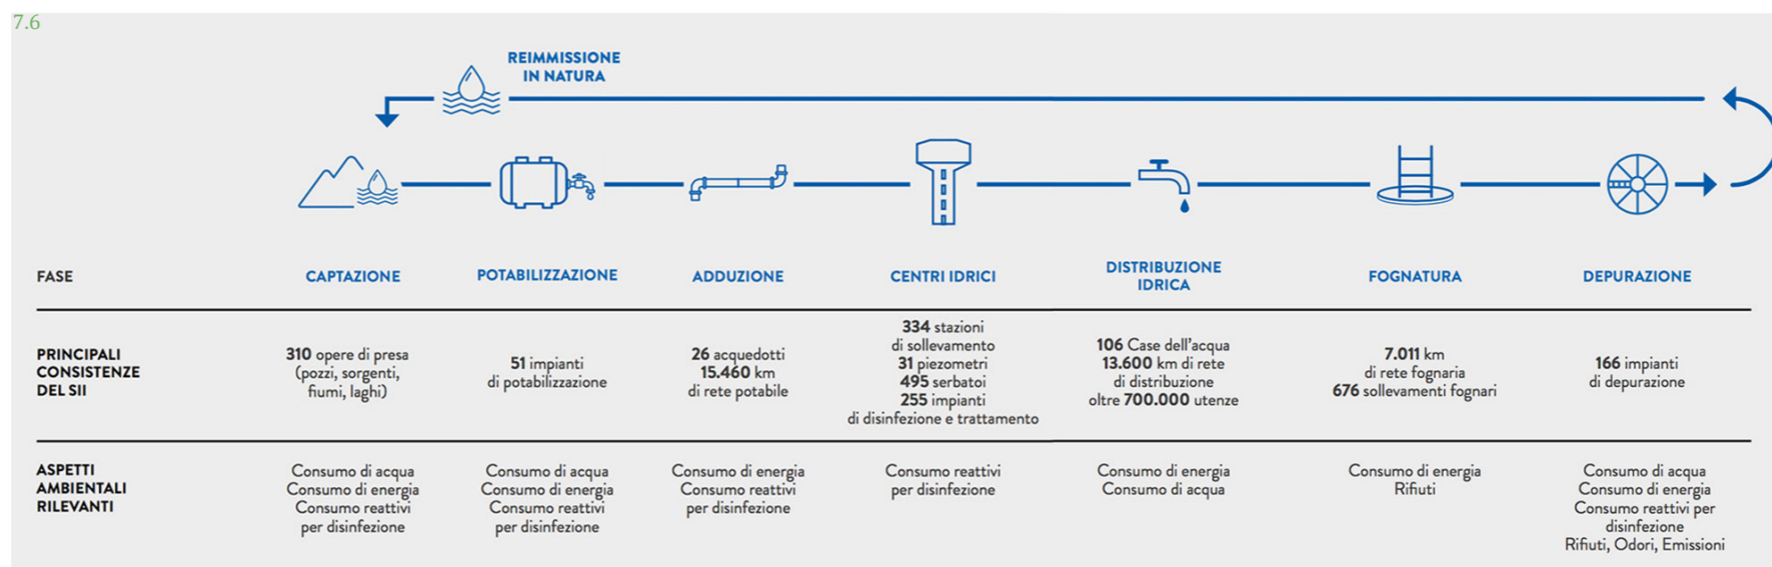 7.6
REIMMISSIONE
IN NATURA
FASE
CAPTAZIONE
POTABILIZZAZIONE
ADDUZIONE
CENTRI IDRICI
DISTRIBUZIONE
IDRICA
FOGNATURA
DEPURAZIONE
PRINCIPALI
CONSISTENZE
DEL SII
310 opere di presa
(pozzi, sorgenti,
fiumi, laghi)
51 impianti
di potabilizzazione
26 acquedotti
15.460 km
di rete potabile
334 stazioni
di sollevamento
31 piezometri
495 serbatoi
255 impianti
di disinfezione e trattamento
106 Case dell'acqua
13.600 km di rete
di distribuzione
oltre 700.000 utenze
7.011 km
di rete fognaria
676 sollevamenti fognari
166 impianti
di depurazione
ASPETTI
AMBIENTALI
RILEVANTI
Consumo di acqua
Consumo di energia
Consumo reattivi
per disinfezione
Consumo di acqua
Consumo di energia
Consumo reattivi
per disinfezione
Consumo di energia
Consumo reattivi
per disinfezione
Consumo reattivi
per disinfezione
Consumo di energia
Consumo di acqua
Consumo di energia
Rifiuti
Consumo di acqua
Consumo di energia
Consumo reattivi per
disinfezione
Rifiuti, Odori, Emissioni